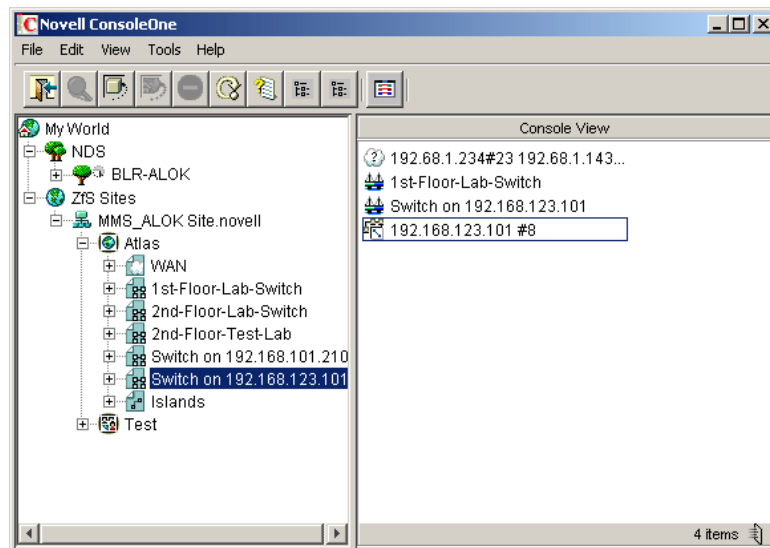 Novell ConsoleOne
File Edit View Tools Help
My World
NDS
BLR-ALOK
ZfS Sites
MMS_ALOK Site.novell
Atlas
WAN
1st-Floor-Lab-Switch
2nd-Floor-Lab-Switch
2nd-Floor-Test-Lab
Switch on 192.168.101.210
Switch on 192.168.123.101
Islands
Test
Console View
192.68.1.234#23 192.68.1.143...
1st-Floor-Lab-Switch
Switch on 192.168.123.101
192.168.123.101 #8
4 items